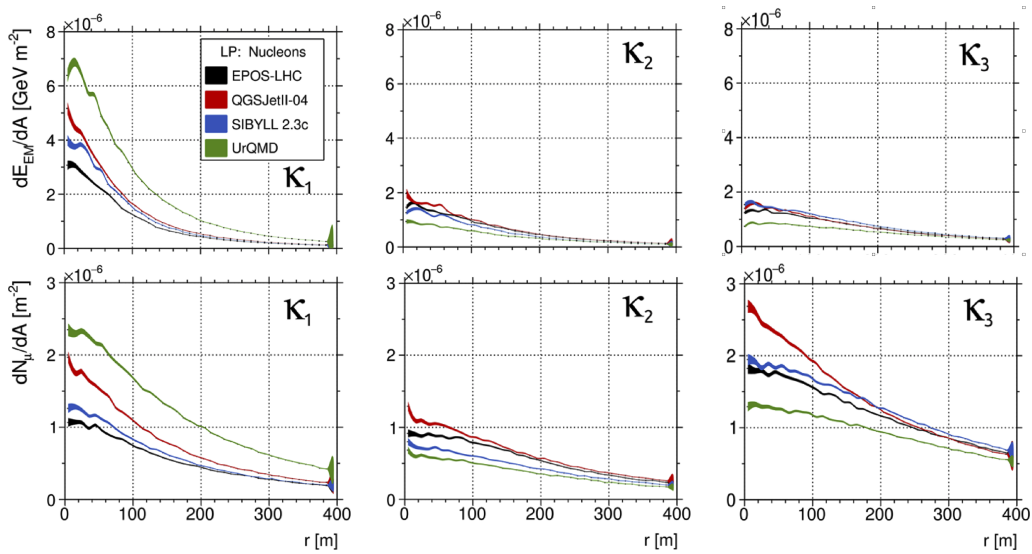 ×10⁻⁶ ×10⁻⁶ ×10⁻⁶
dE_EM/dA [GeV m⁻²]
8 8 8
6 6 6
4 4 4
2 2 2
0 0 0
LP: Nucleons
EPOS-LHC
QGSJetII-04
SIBYLL 2.3c
UrQMD
κ₁ κ₂ κ₃
×10⁻⁶ ×10⁻⁶ ×10⁻⁶
dN_μ/dA [m⁻²]
3 3 3
2 2 2
1 1 1
0 0 0
κ₁ κ₂ κ₃
0 100 200 300 400 0 100 200 300 400 0 100 200 300 400
r [m] r [m] r [m]